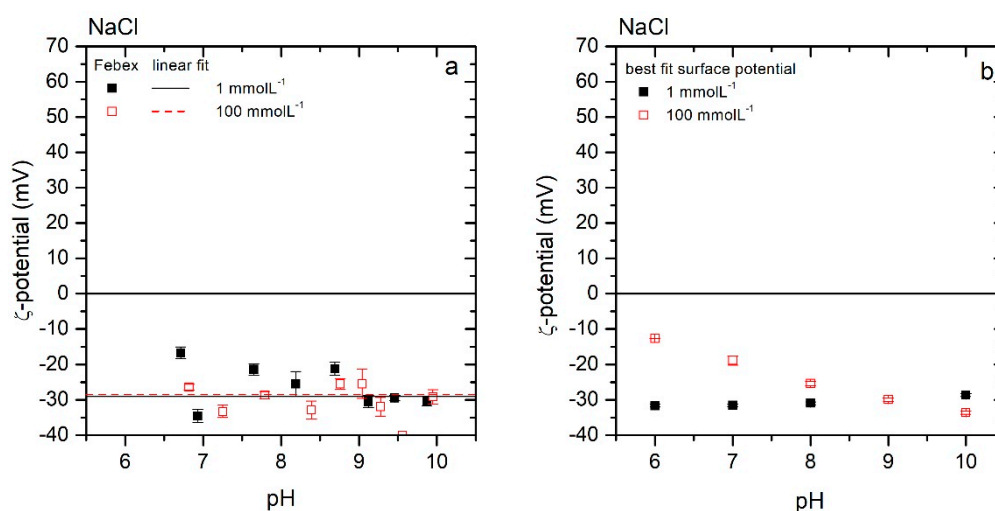 NaCl
a
Febex linear fit
1 mmolL⁻¹
100 mmolL⁻¹
70
60
50
40
30
20
10
0
-10
-20
-30
-40
ζ-potential (mV)
6 7 8 9 10
pH
NaCl
b
best fit surface potential
1 mmolL⁻¹
100 mmolL⁻¹
70
60
50
40
30
20
10
0
-10
-20
-30
-40
ζ-potential (mV)
6 7 8 9 10
pH